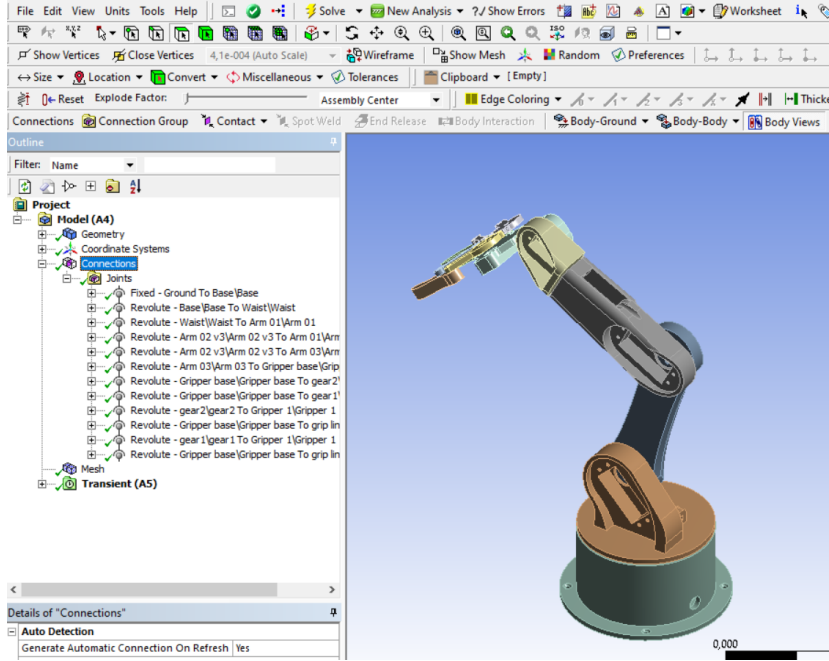 File Edit View Units Tools Help Solve New Analysis ?✓ Show Errors Worksheet
Show Vertices Close Vertices 4,1e-004 (Auto Scale) Wireframe Show Mesh Random Preferences
Size Location Convert Miscellaneous Tolerances Clipboard [Empty]
Reset Explode Factor: Assembly Center Edge Coloring Thicke
Connections Connection Group Contact Spot Weld End Release Body Interaction Body-Ground Body-Body Body Views
Outline
Filter: Name
Project
Model (A4)
Geometry
Coordinate Systems
Connections
Joints
Fixed - Ground To Base\Base
Revolute - Base\Base To Waist\Waist
Revolute - Waist\Waist To Arm 01\Arm 01
Revolute - Arm 02 v3\Arm 02 v3 To Arm 01\Arm
Revolute - Arm 02 v3\Arm 02 v3 To Arm 03\Arm
Revolute - Arm 03\Arm 03 To Gripper base\Grip
Revolute - Gripper base\Gripper base To gear2\
Revolute - Gripper base\Gripper base To gear1\
Revolute - gear2\gear2 To Gripper 1\Gripper 1
Revolute - Gripper base\Gripper base To grip lin
Revolute - gear1\gear1 To Gripper 1\Gripper 1
Revolute - Gripper base\Gripper base To grip lin
Mesh
Transient (A5)
Details of "Connections"
Auto Detection
Generate Automatic Connection On Refresh Yes
0,000